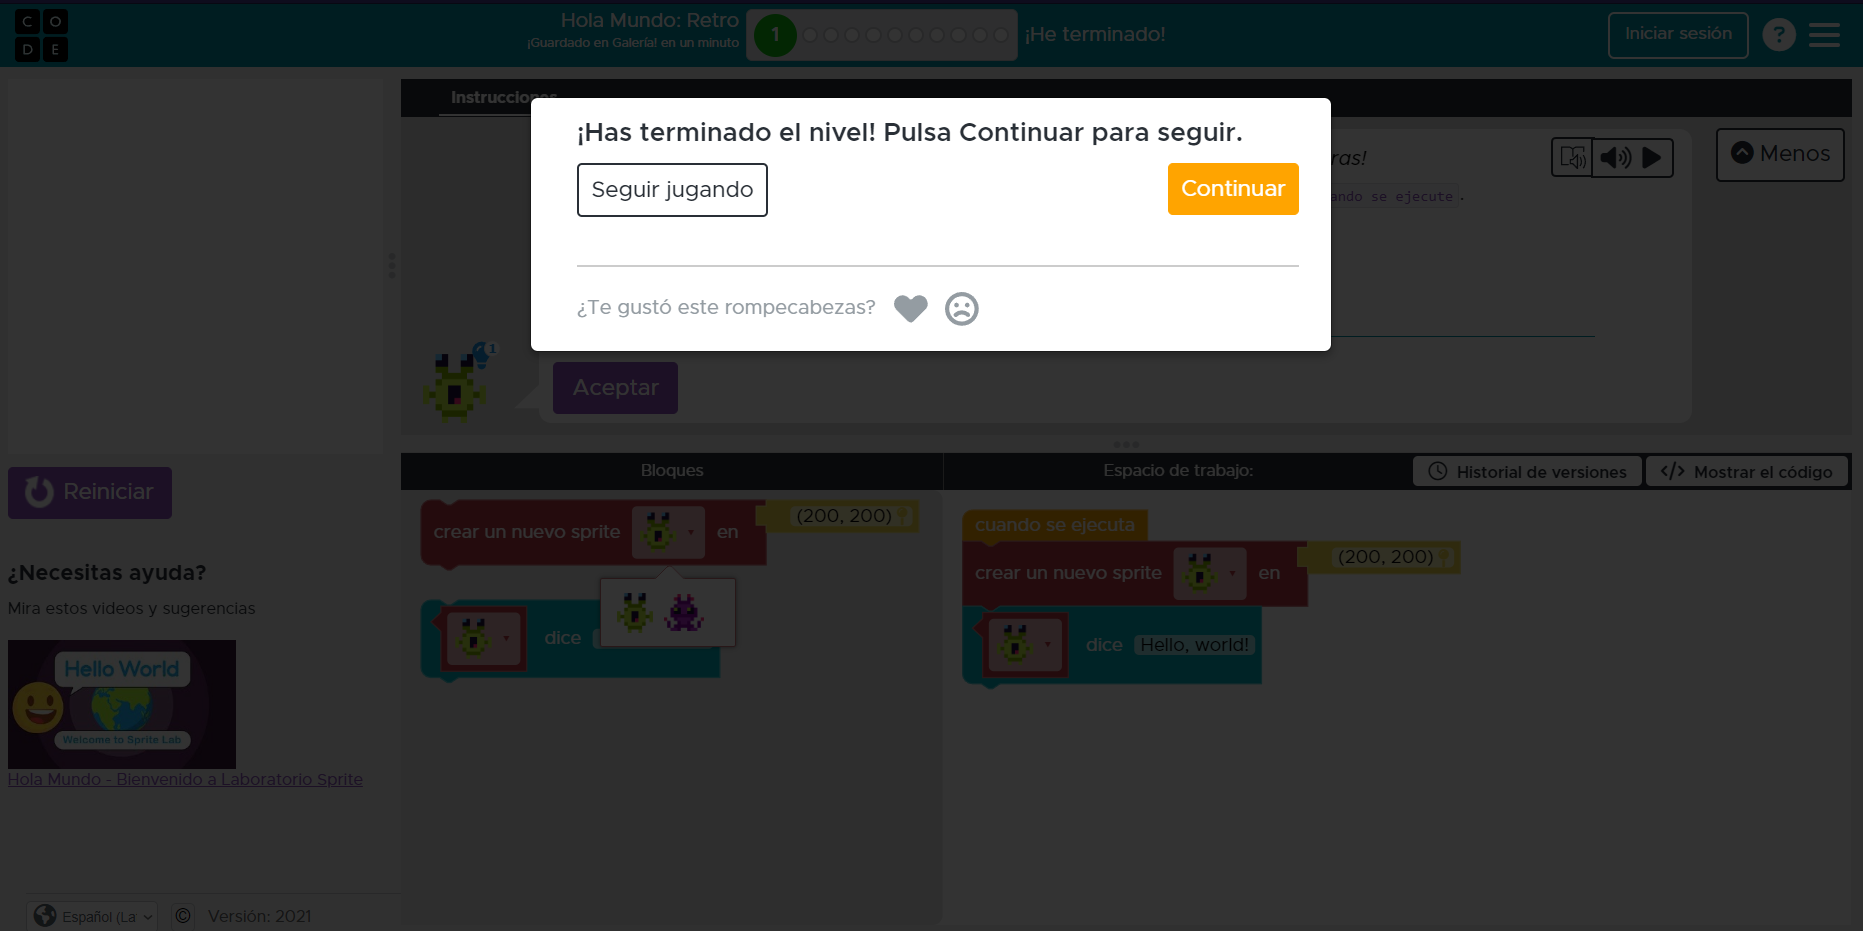 C O
D E
Hola Mundo: Retro
¡Guardado en Galería! en un minuto
1
¡He terminado!
Iniciar sesión
?
Instrucciones
¡Has terminado el nivel! Pulsa Continuar para seguir.
Seguir jugando
Continuar
¿Te gustó este rompecabezas?
ras!
ando se ejecute.
Menos
1
Aceptar
Reiniciar
Bloques
Espacio de trabajo:
Historial de versiones
</> Mostrar el código
crear un nuevo sprite en (200, 200)
dice
cuando se ejecuta
crear un nuevo sprite en (200, 200)
dice Hello, world!
¿Necesitas ayuda?
Mira estos videos y sugerencias
Hello World
Welcome to Sprite Lab
Hola Mundo - Bienvenido a Laboratorio Sprite
Español (La
© Versión: 2021